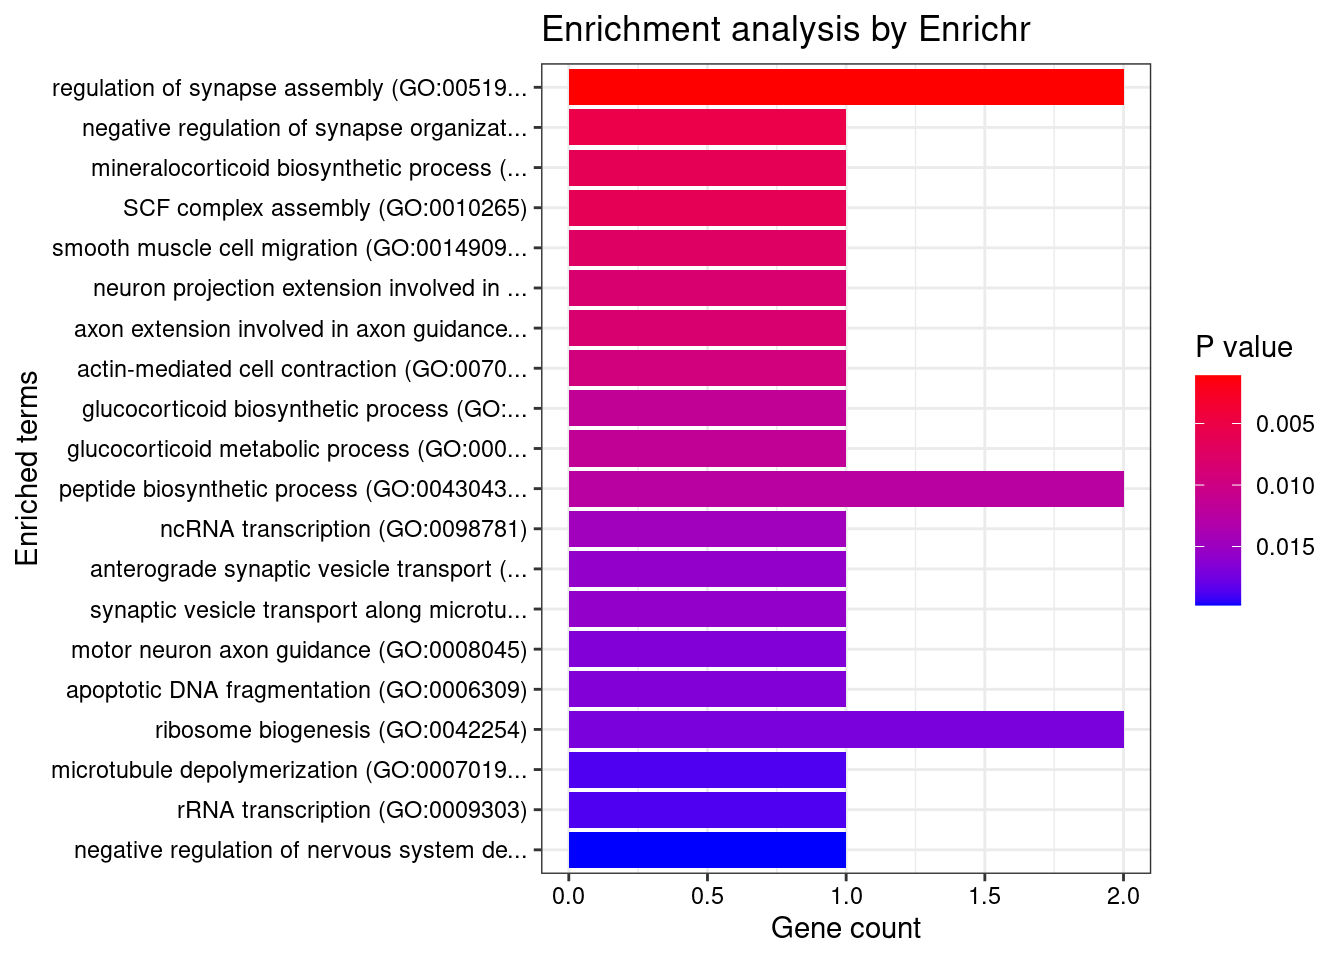 Enrichment analysis by Enrichr
regulation of synapse assembly (GO:00519...
negative regulation of synapse organizat...
mineralocorticoid biosynthetic process (...
SCF complex assembly (GO:0010265)
smooth muscle cell migration (GO:0014909...
neuron projection extension involved in ...
axon extension involved in axon guidance...
actin-mediated cell contraction (GO:0070...
glucocorticoid biosynthetic process (GO:...
glucocorticoid metabolic process (GO:000...
peptide biosynthetic process (GO:0043043...
ncRNA transcription (GO:0098781)
anterograde synaptic vesicle transport (...
synaptic vesicle transport along microtu...
motor neuron axon guidance (GO:0008045)
apoptotic DNA fragmentation (GO:0006309)
ribosome biogenesis (GO:0042254)
microtubule depolymerization (GO:0007019...
rRNA transcription (GO:0009303)
negative regulation of nervous system de...
Enriched terms
0.0 0.5 1.0 1.5 2.0
Gene count
P value
0.005
0.010
0.015